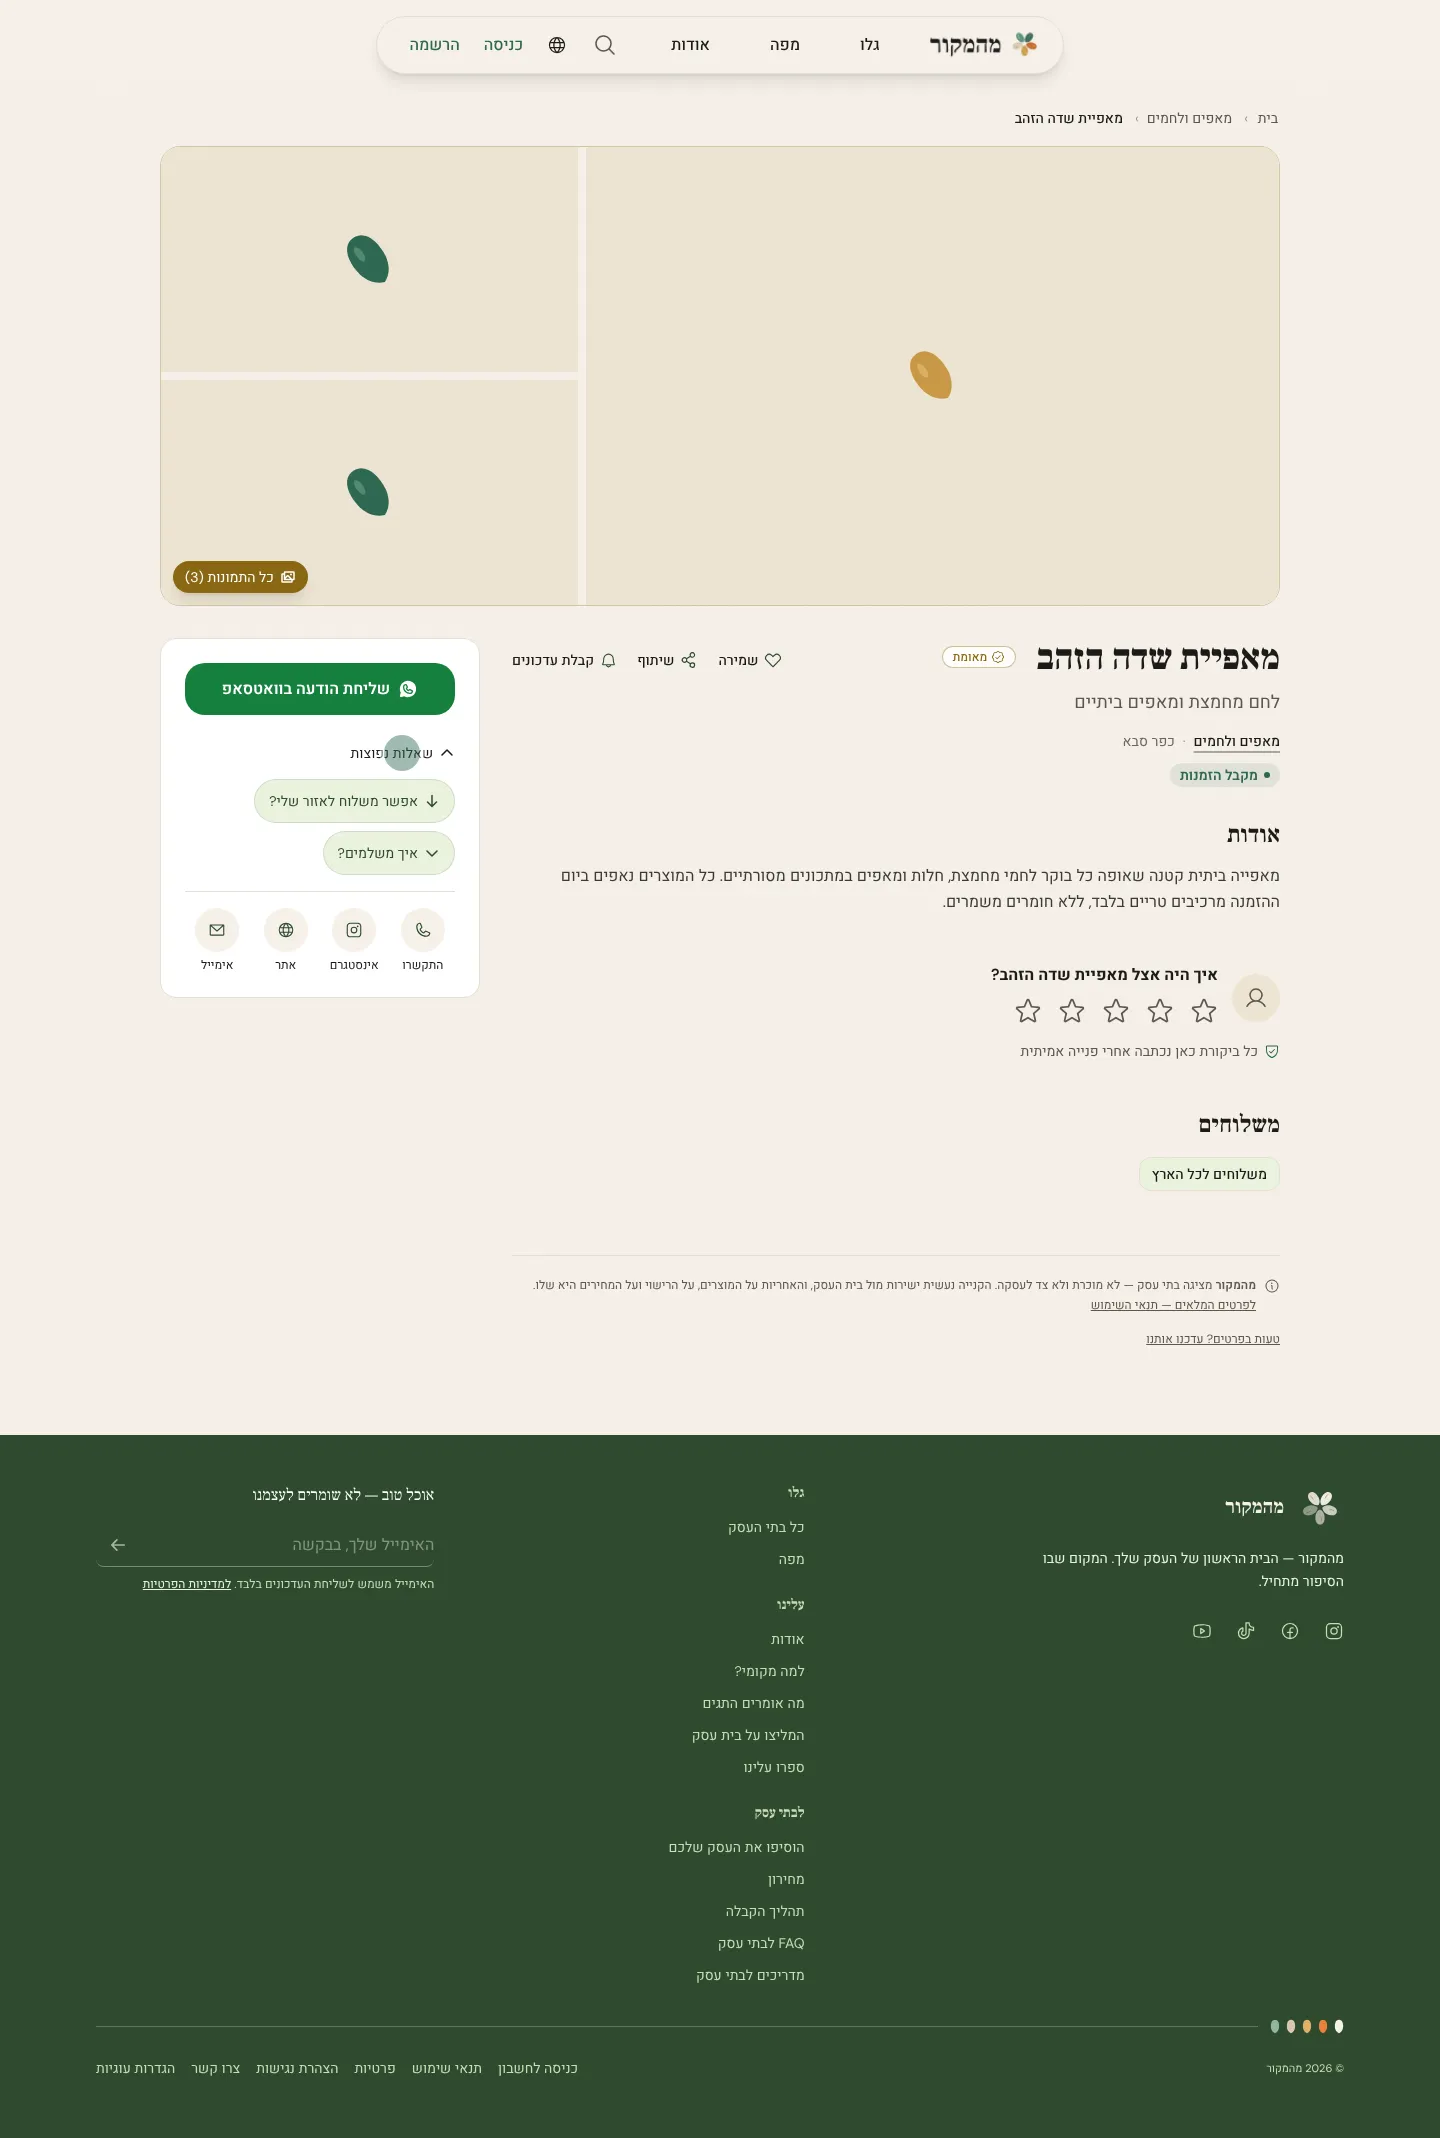 מהמקור
גלו
מפה
אודות
כניסה
הרשמה
בית › מאפים ולחמים › מאפיית שדה הזהב
כל התמונות (3)
מאפיית שדה הזהב
מאומת
שמירה
שיתוף
קבלת עדכונים
לחם מחמצת ומאפים ביתיים
מאפים ולחמים · כפר סבא
מקבל הזמנות
אודות
מאפייה ביתית קטנה שאופה כל בוקר לחמי מחמצת, חלות ומאפים במתכונים מסורתיים. כל המוצרים נאפים ביום
ההזמנה מרכיבים טריים בלבד, ללא חומרים משמרים.
איך היה אצל מאפיית שדה הזהב?
כל ביקורת כאן נכתבה אחרי פנייה אמיתית
משלוחים
משלוחים לכל הארץ
מהמקור מציגה בתי עסק — לא מוכרת ולא צד לעסקה. הקנייה נעשית ישירות מול בית העסק, והאחריות על המוצרים, על הרישוי ועל המחירים היא שלו.
לפרטים המלאים — תנאי השימוש
טעות בפרטים? עדכנו אותנו
שליחת הודעה בוואטסאפ
שאלות נפוצות
אפשר משלוח לאזור שלי?
איך משלמים?
התקשרו
אינסטגרם
אתר
אימייל
מהמקור
מהמקור — הבית הראשון של העסק שלך. המקום שבו
הסיפור מתחיל.
גלו
כל בתי העסק
מפה
עלינו
אודות
למה מקומי?
מה אומרים התגים
המליצו על בית עסק
ספרו עלינו
לבתי עסק
הוסיפו את העסק שלכם
מחירון
תהליך הקבלה
FAQ לבתי עסק
מדריכים לבתי עסק
אוכל טוב — לא שומרים לעצמנו
האימייל שלך, בבקשה
האימייל משמש לשליחת העדכונים בלבד. למדיניות הפרטיות
© 2026 מהמקור
כניסה לחשבון
תנאי שימוש
פרטיות
הצהרת נגישות
צרו קשר
הגדרות עוגיות